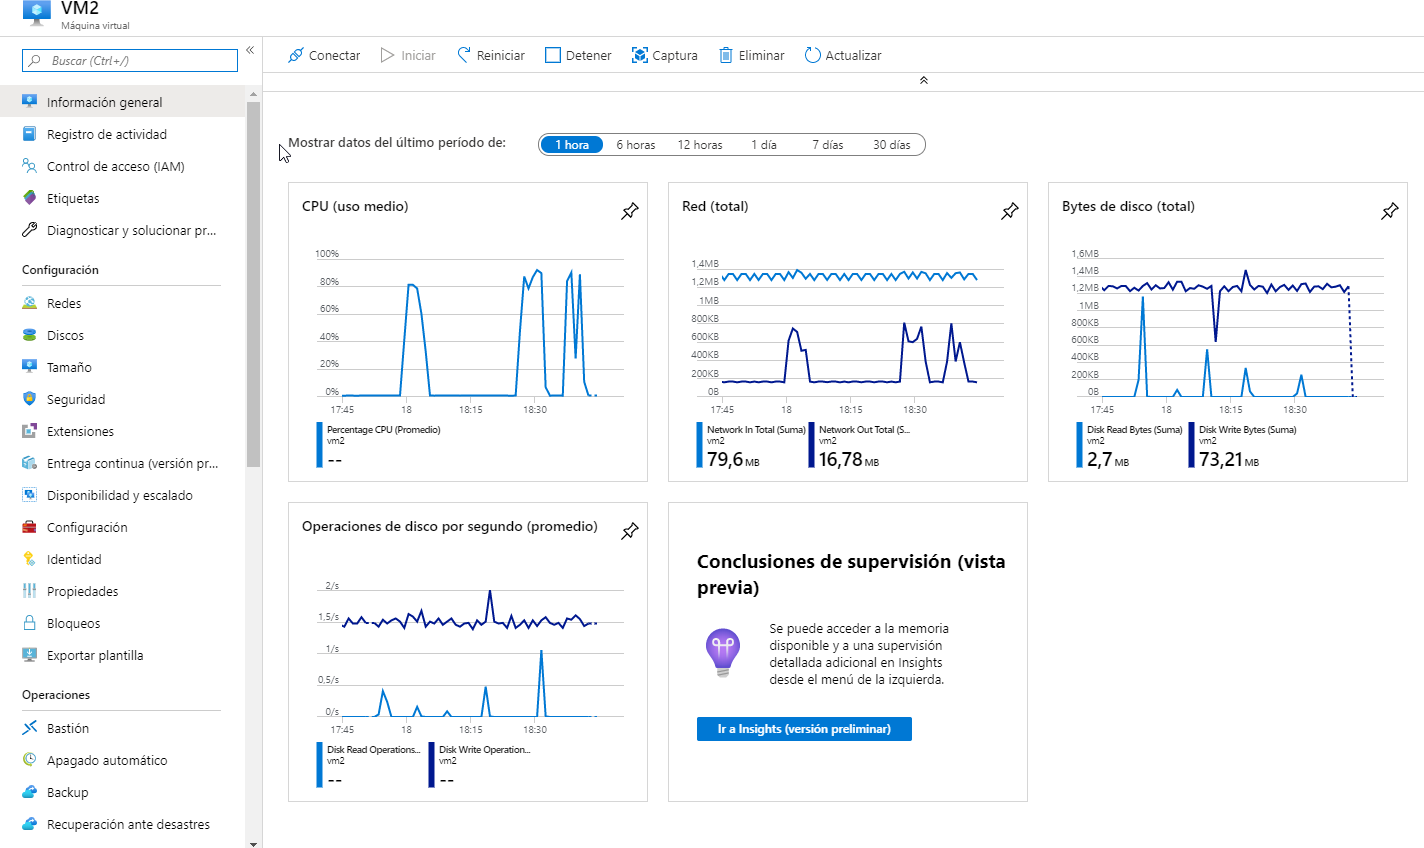 VM2
Máquina virtual
Buscar (Ctrl+/)
«
Conectar
Iniciar
Reiniciar
Detener
Captura
Eliminar
Actualizar
Información general
Registro de actividad
Control de acceso (IAM)
Etiquetas
Diagnosticar y solucionar pr...
Configuración
Redes
Discos
Tamaño
Seguridad
Extensiones
Entrega continua (versión pr...
Disponibilidad y escalado
Configuración
Identidad
Propiedades
Bloqueos
Exportar plantilla
Operaciones
Bastión
Apagado automático
Backup
Recuperación ante desastres
Mostrar datos del último período de:
1 hora
6 horas
12 horas
1 día
7 días
30 días
CPU (uso medio)
100%
80%
60%
40%
20%
0%
17:45
18
18:15
18:30
Percentage CPU (Promedio)
vm2
--
Red (total)
1,4MB
1,2MB
1MB
800KB
600KB
400KB
200KB
0B
17:45
18
18:15
18:30
Network In Total (Suma)
vm2
79,6 MB
Network Out Total (S...
vm2
16,78 MB
Bytes de disco (total)
1,6MB
1,4MB
1,2MB
1MB
800KB
600KB
400KB
200KB
0B
17:45
18
18:15
18:30
Disk Read Bytes (Suma)
vm2
2,7 MB
Disk Write Bytes (Suma)
vm2
73,21 MB
Operaciones de disco por segundo (promedio)
2/s
1,5/s
1/s
0,5/s
0/s
17:45
18
18:15
18:30
Disk Read Operations...
vm2
--
Disk Write Operation...
vm2
--
Conclusiones de supervisión (vista
previa)
Se puede acceder a la memoria
disponible y a una supervisión
detallada adicional en Insights
desde el menú de la izquierda.
Ir a Insights (versión preliminar)